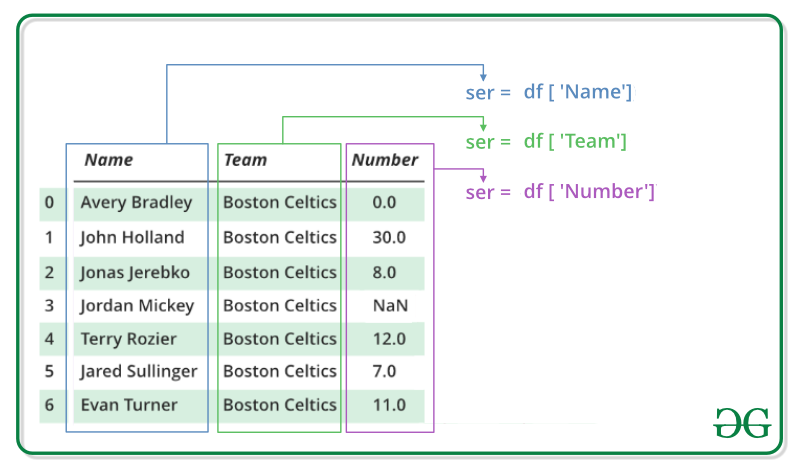 ser = df [ 'Name']
ser = df [ 'Team']
ser = df [ 'Number']
Name Team Number
0 Avery Bradley Boston Celtics 0.0
1 John Holland Boston Celtics 30.0
2 Jonas Jerebko Boston Celtics 8.0
3 Jordan Mickey Boston Celtics NaN
4 Terry Rozier Boston Celtics 12.0
5 Jared Sullinger Boston Celtics 7.0
6 Evan Turner Boston Celtics 11.0